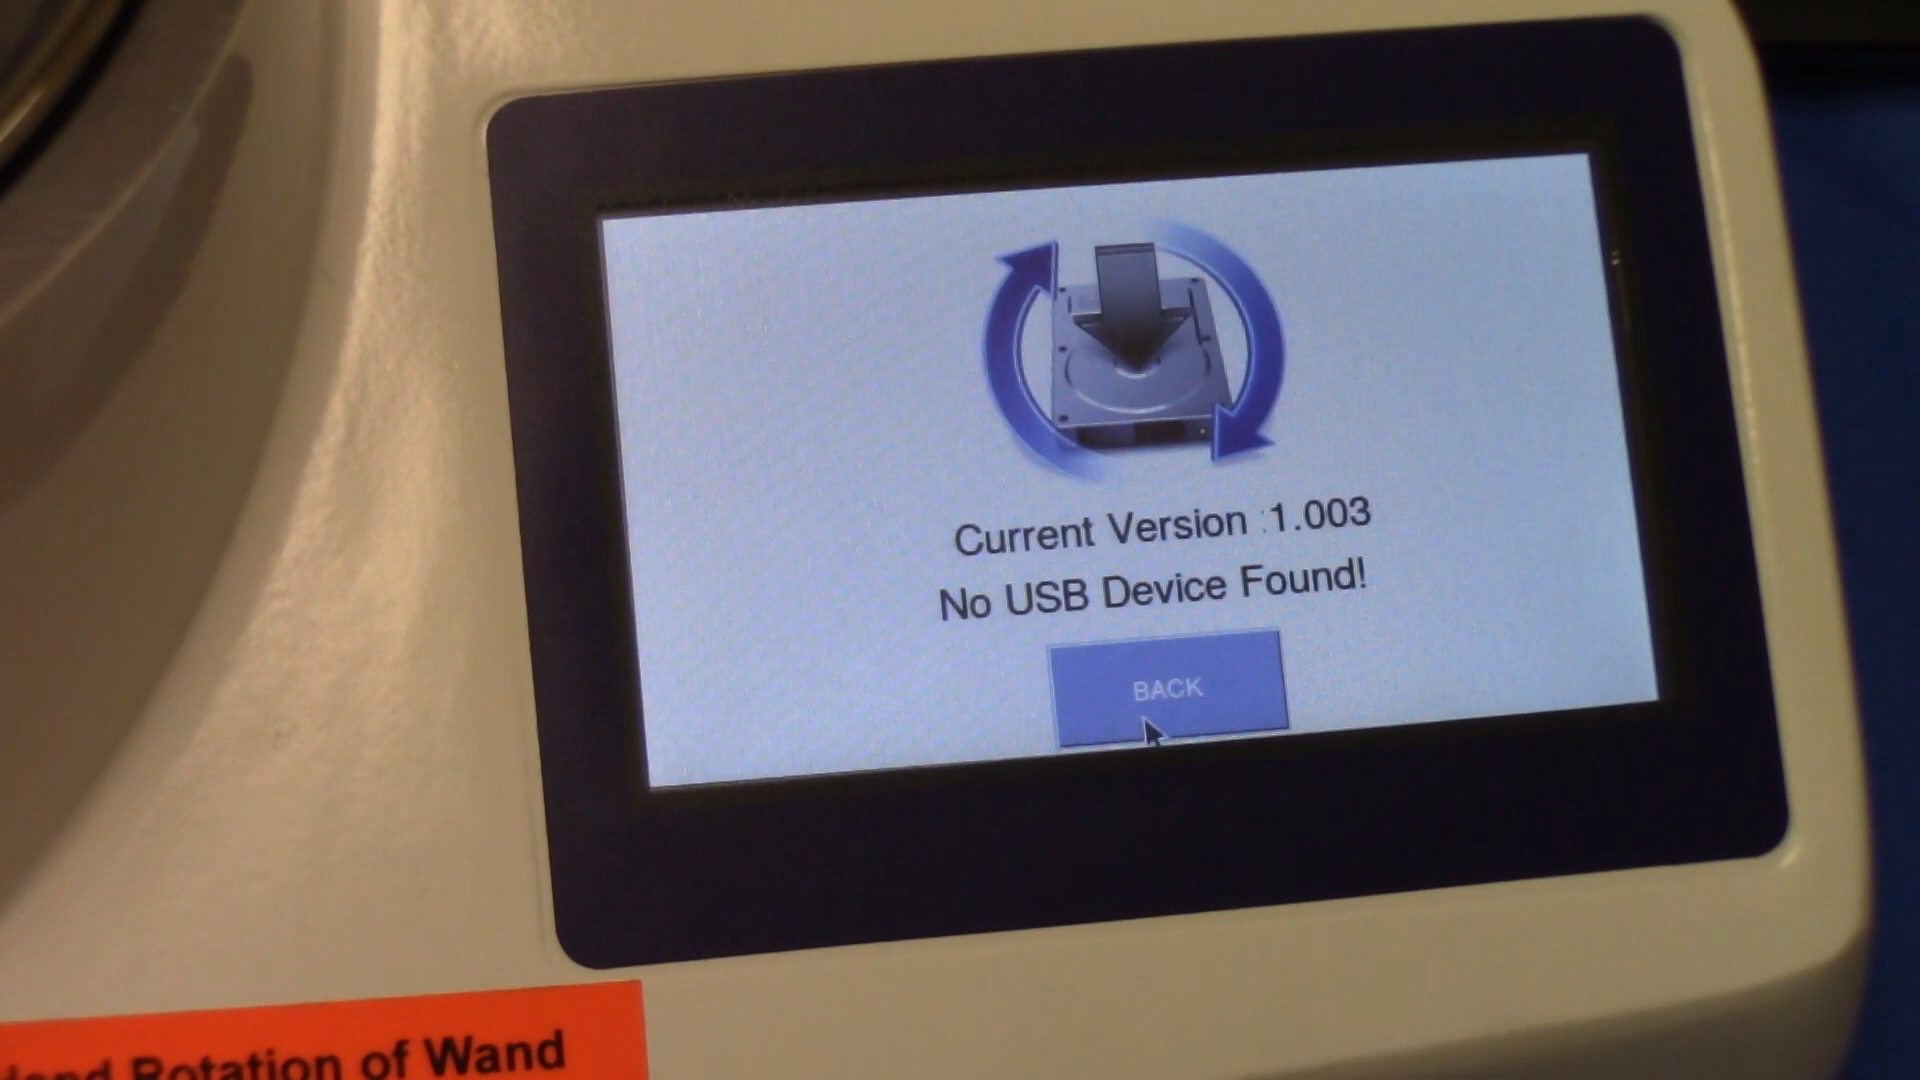 Current Version :1.003
No USB Device Found!
BACK
Rotation of Wand